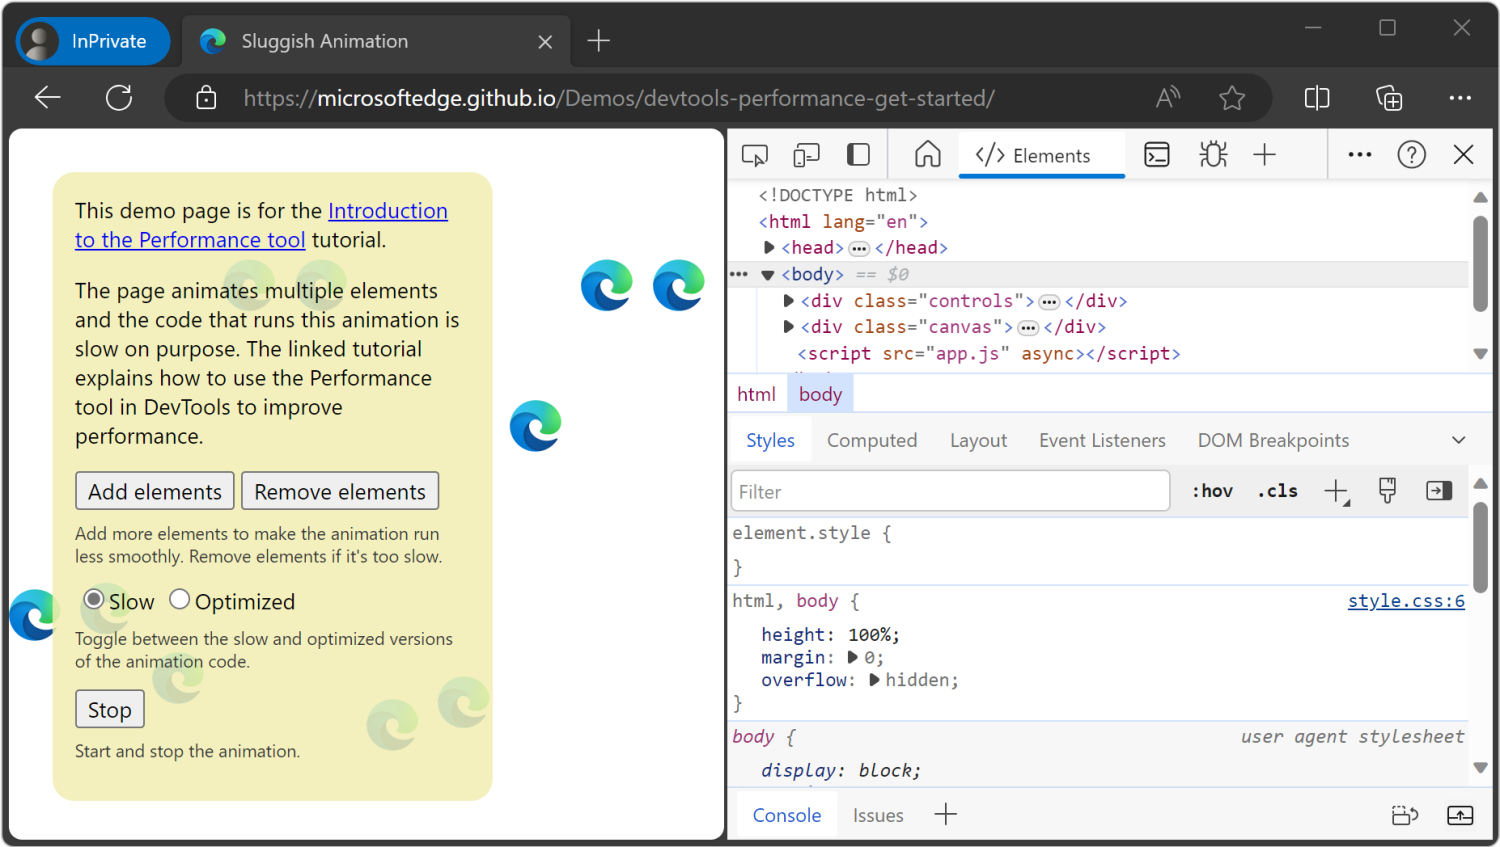 InPrivate
Sluggish Animation
https://microsoftedge.github.io/Demos/devtools-performance-get-started/
This demo page is for the Introduction
to the Performance tool tutorial.
The page animates multiple elements
and the code that runs this animation is
slow on purpose. The linked tutorial
explains how to use the Performance
tool in DevTools to improve
performance.
Add elements
Remove elements
Add more elements to make the animation run
less smoothly. Remove elements if it's too slow.
Slow
Optimized
Toggle between the slow and optimized versions
of the animation code.
Stop
Start and stop the animation.
</> Elements
<!DOCTYPE html>
<html lang="en">
<head>…</head>
<body> == $0
<div class="controls">…</div>
<div class="canvas">…</div>
<script src="app.js" async></script>
html body
Styles Computed Layout Event Listeners DOM Breakpoints
Filter
:hov .cls
element.style {
}
html, body {
style.css:6
height: 100%;
margin: 0;
overflow: hidden;
}
body {
user agent stylesheet
display: block;
Console Issues